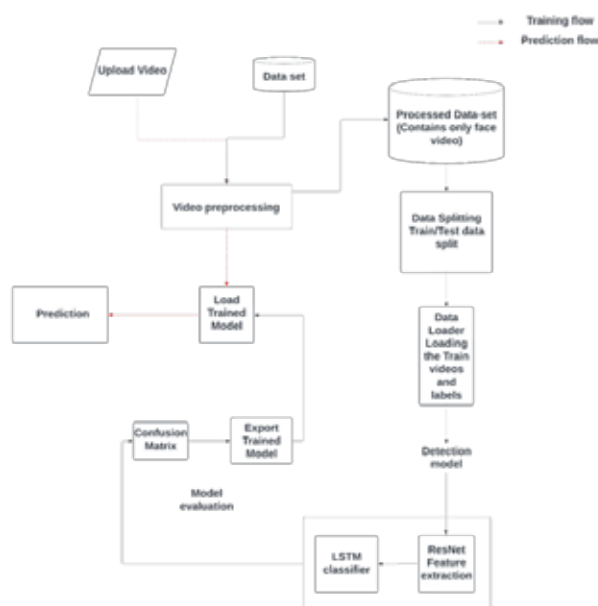 Training flow
Prediction flow
Upload Video
Data set
Processed Data-set
(Contains only face
video)
Video preprocessing
Data Splitting
Train/Test data
split
Prediction
Load
Trained
Model
Data
Loader
Loading
the Train
videos
and
labels
Confusion
Matrix
Export
Trained
Model
Detection
model
Model
evaluation
LSTM
classifier
ResNet
Feature
extraction